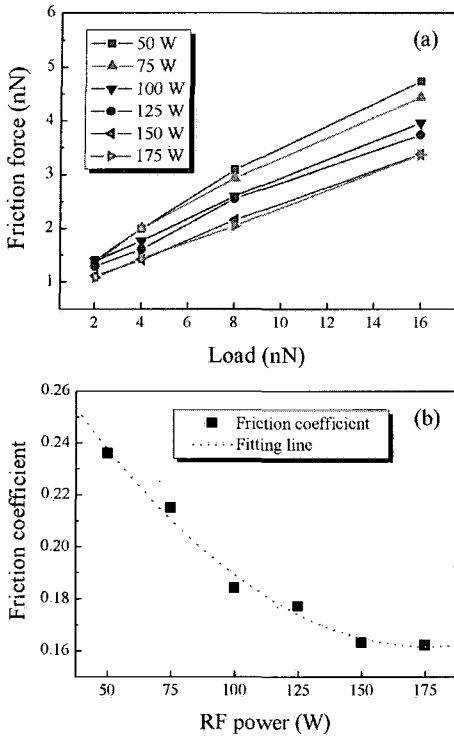 (a)
50 W
75 W
100 W
125 W
150 W
175 W
Friction force (nN)
6
5
4
3
2
1
2 4 6 8 10 12 14 16
Load (nN)
(b)
Friction coefficient
Fitting line
Friction coefficient
0.26
0.24
0.22
0.20
0.18
0.16
50 75 100 125 150 175
RF power (W)